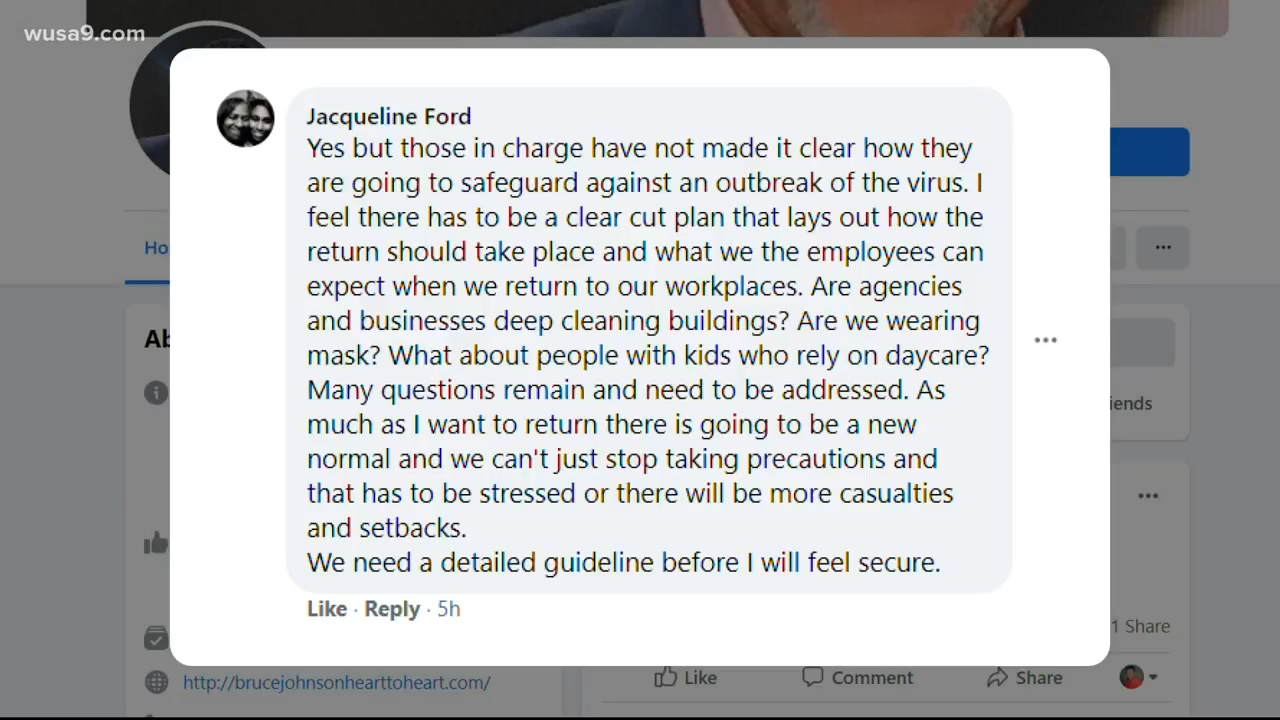 wusa9.com
Jacqueline Ford
Yes but those in charge have not made it clear how they
are going to safeguard against an outbreak of the virus. I
feel there has to be a clear cut plan that lays out how the
return should take place and what we the employees can
expect when we return to our workplaces. Are agencies
and businesses deep cleaning buildings? Are we wearing
mask? What about people with kids who rely on daycare?
Many questions remain and need to be addressed. As
much as I want to return there is going to be a new
normal and we can't just stop taking precautions and
that has to be stressed or there will be more casualties
and setbacks.
We need a detailed guideline before I will feel secure.
Like · Reply · 5h
Ho
Ab
iends
1 Share
http://brucejohnsonhearttoheart.com/
Like Comment Share